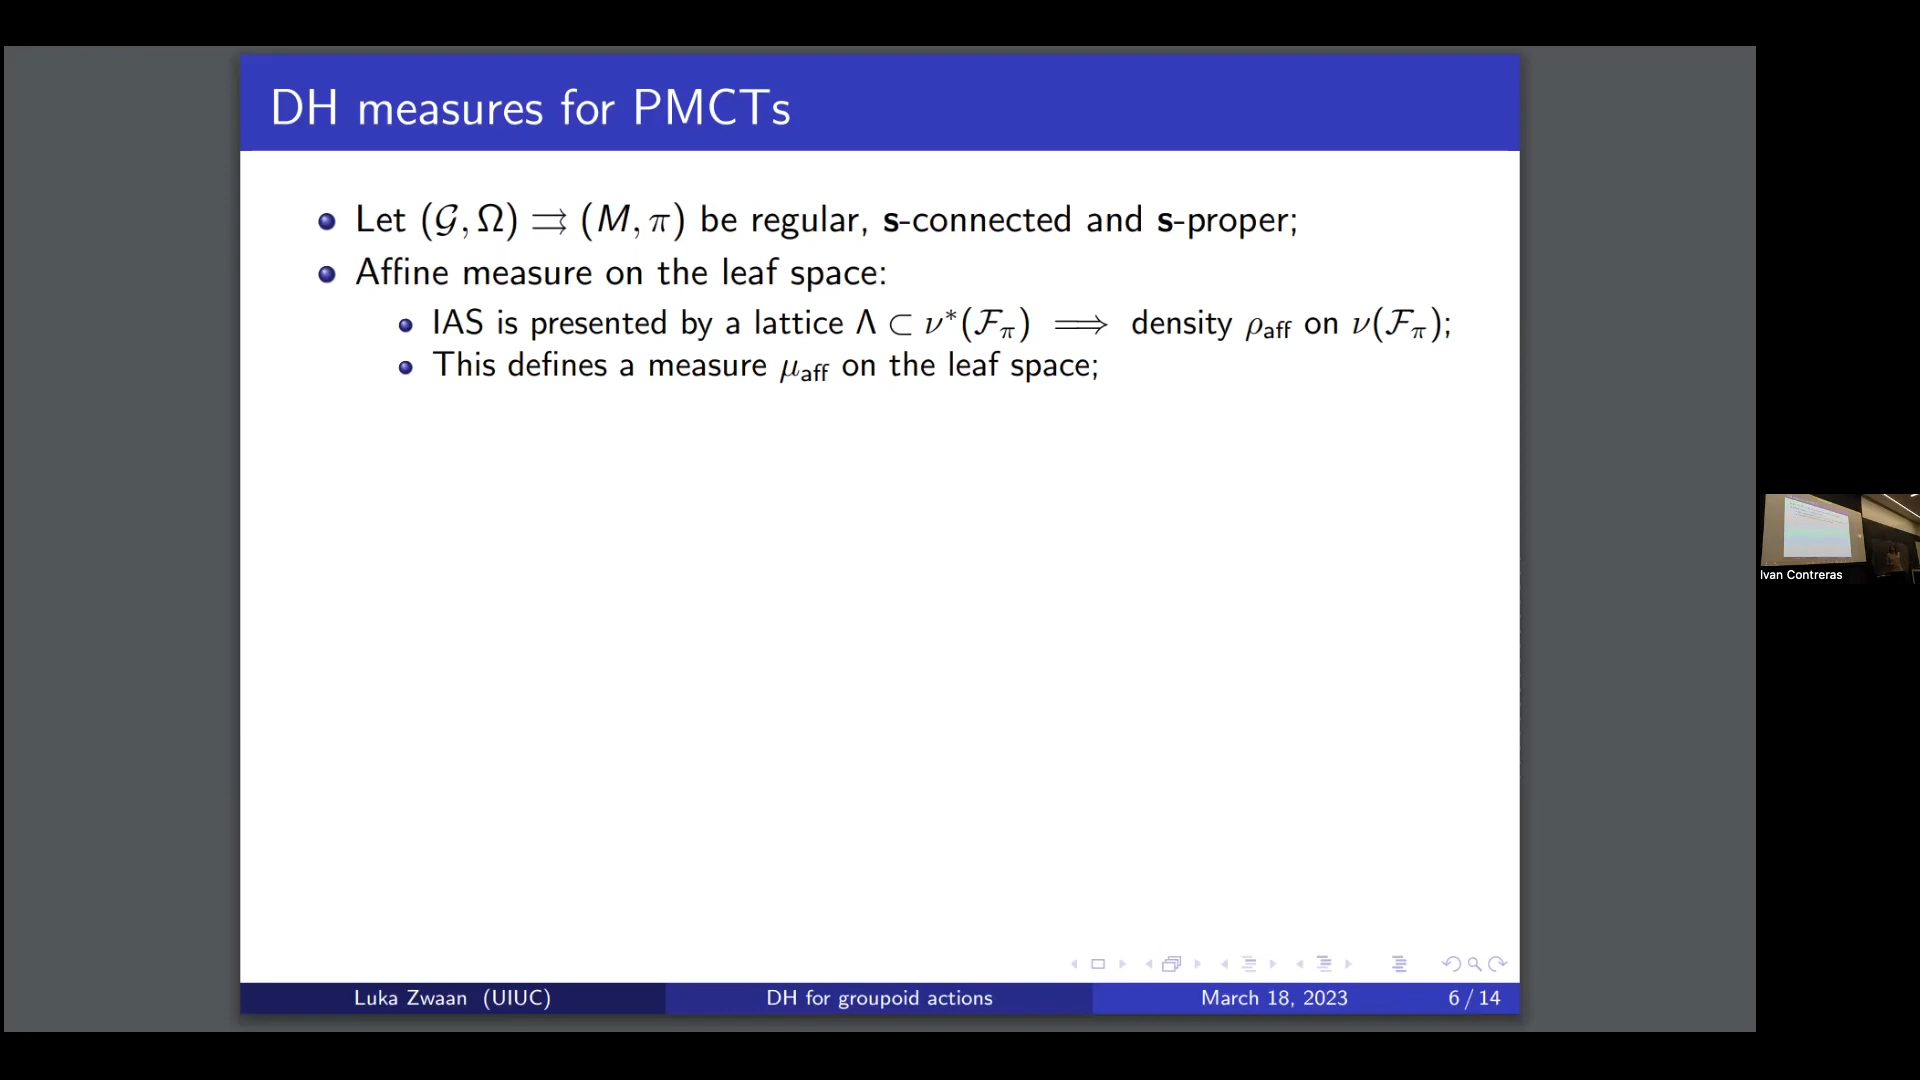 DH measures for PMCTs
Let (𝒢, Ω) ⇉ (M, π) be regular, s-connected and s-proper;
Affine measure on the leaf space:
IAS is presented by a lattice Λ ⊂ ν*(ℱ_π) ⟹ density ρ_aff on ν(ℱ_π);
This defines a measure μ_aff on the leaf space;
Ivan Contreras
Luka Zwaan (UIUC) DH for groupoid actions March 18, 2023 6 / 14